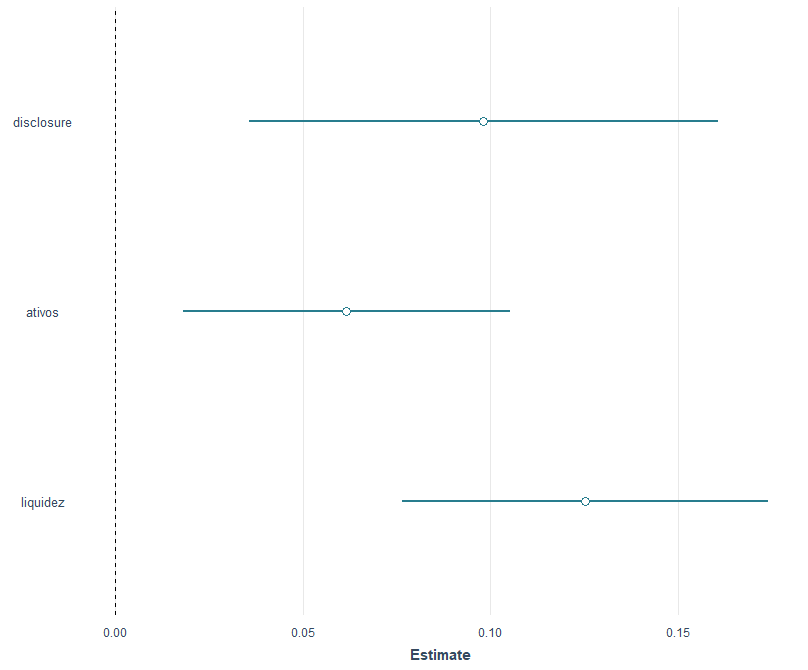 disclosure
ativos
liquidez
0.00 0.05 0.10 0.15
Estimate